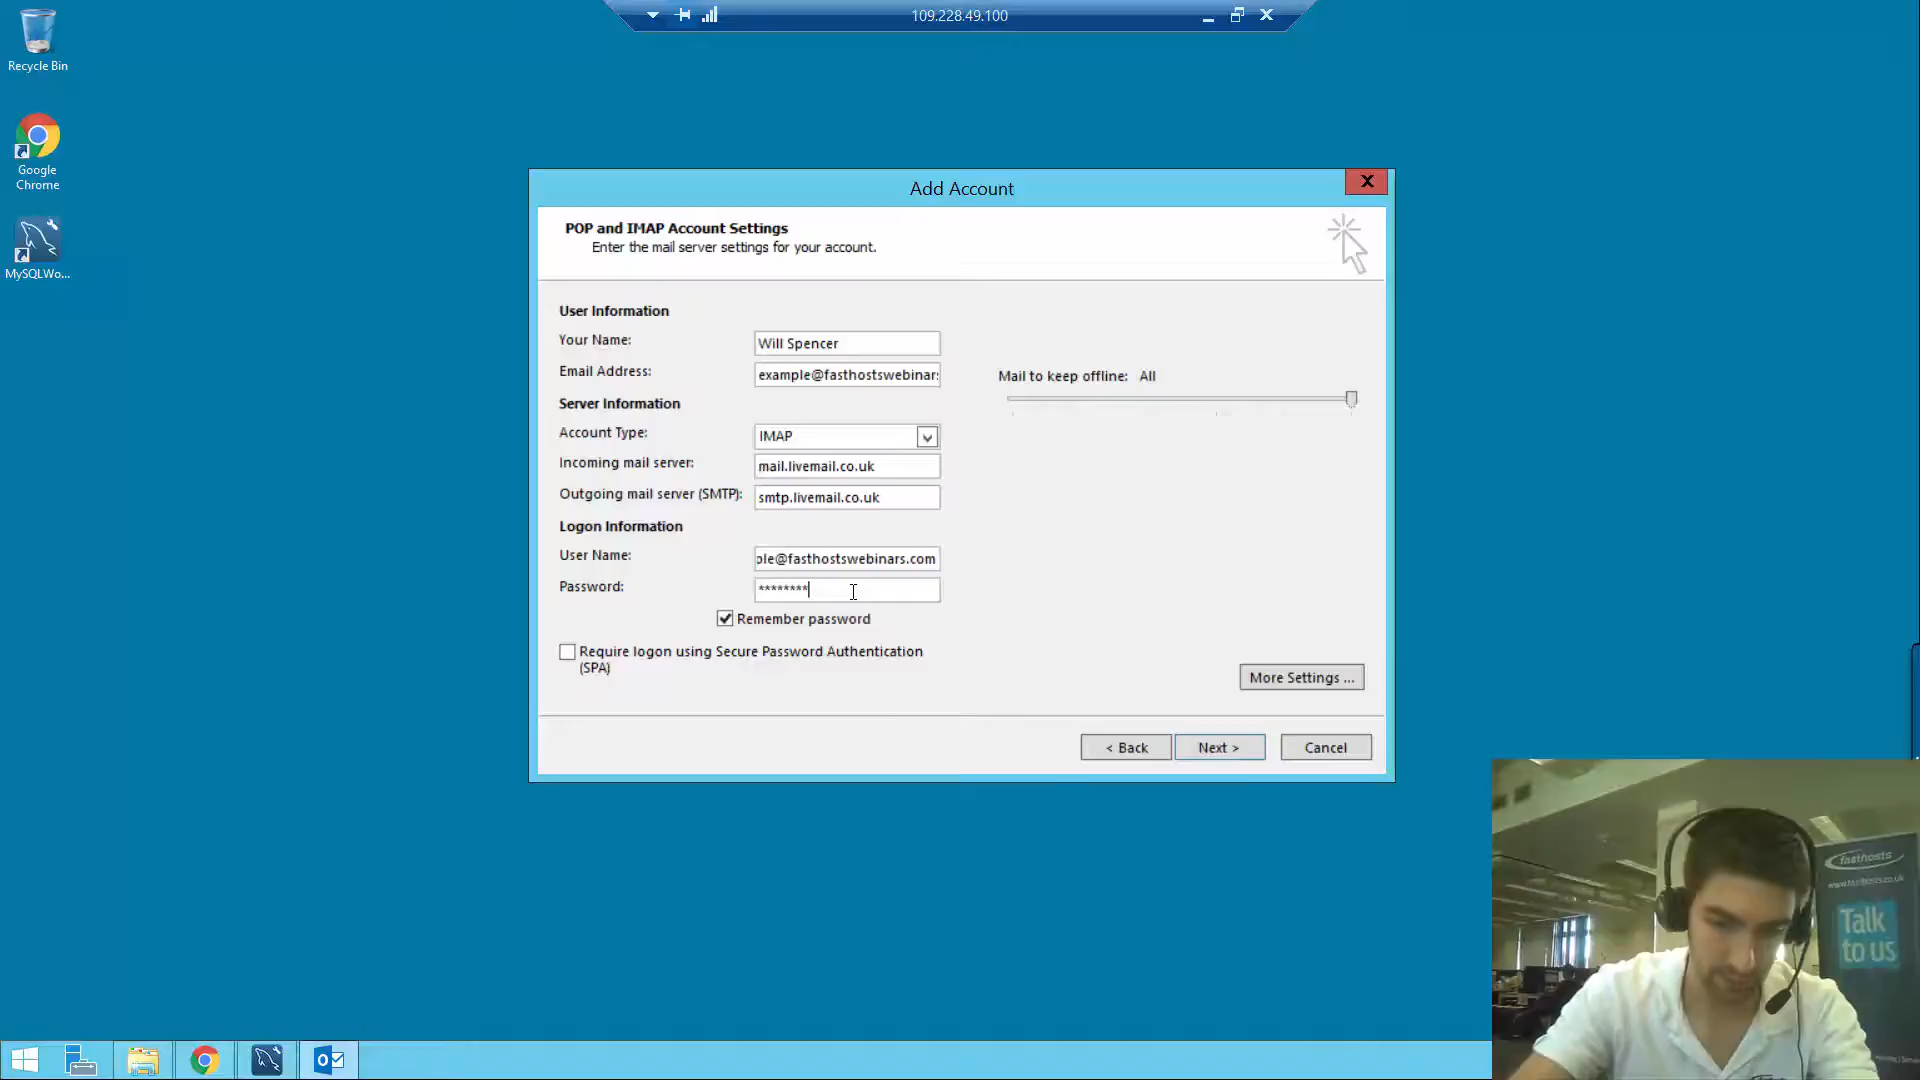 109.228.49.100
Recycle Bin
Google
Chrome
MySQLWo...
Add Account
X
POP and IMAP Account Settings
Enter the mail server settings for your account.
User Information
Your Name:
Will Spencer
Email Address:
example@fasthostswebinar
Mail to keep offline: All
Server Information
Account Type:
IMAP
Incoming mail server:
mail.livemail.co.uk
Outgoing mail server (SMTP):
smtp.livemail.co.uk
Logon Information
User Name:
ple@fasthostswebinars.com
Password:
********
Remember password
Require logon using Secure Password Authentication
(SPA)
More Settings ...
< Back
Next >
Cancel
fasthosts
www.fasthosts.co.uk
Talk
to us